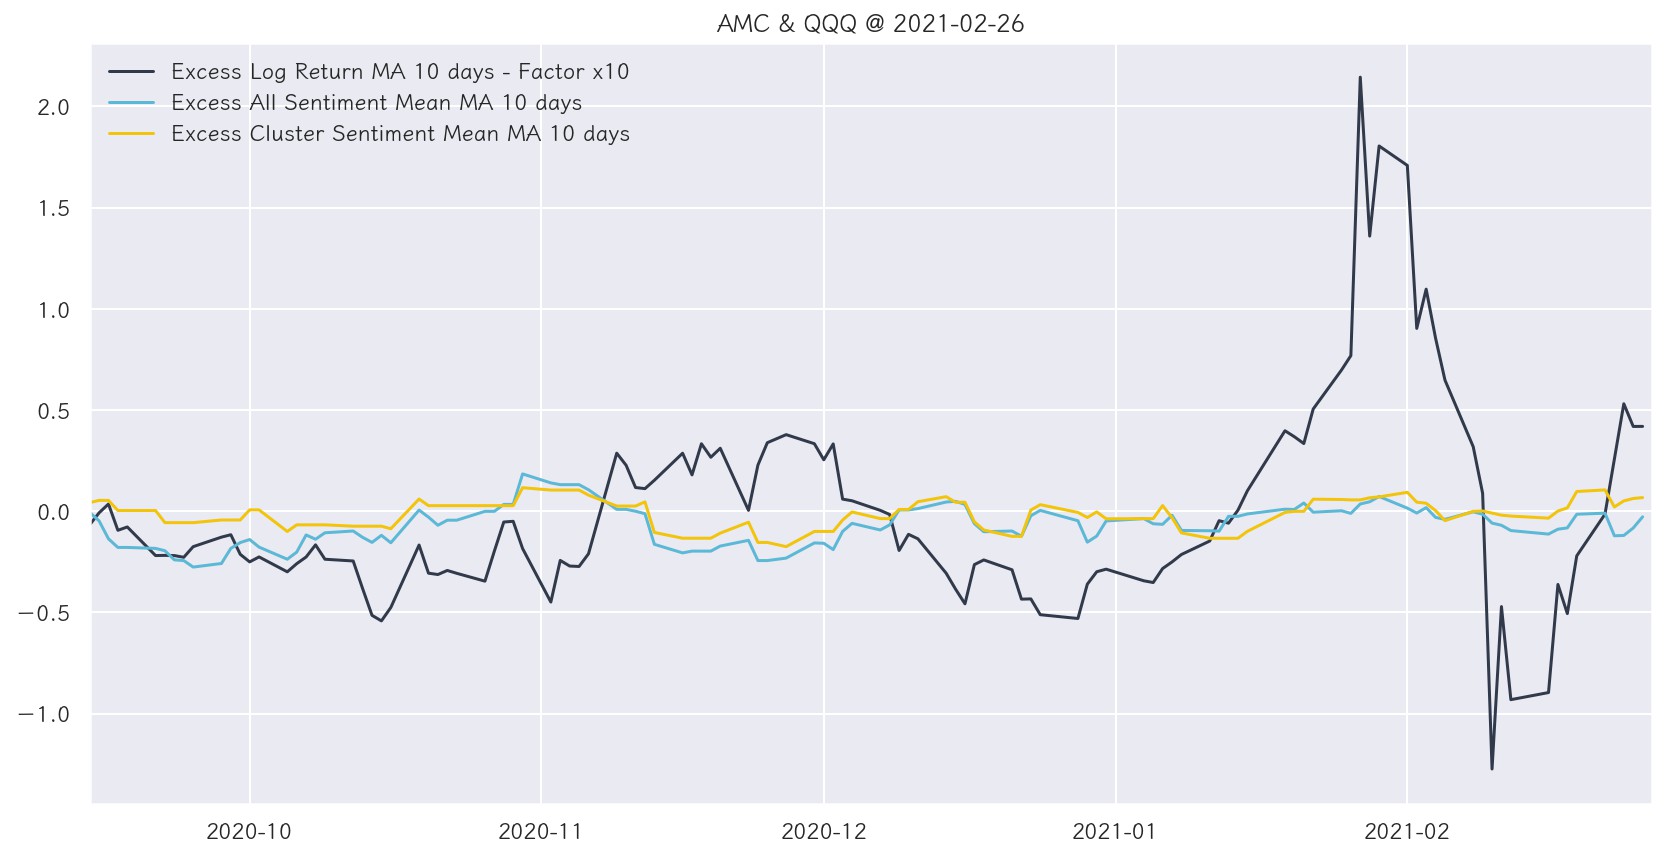 AMC & QQQ @ 2021-02-26
Excess Log Return MA 10 days - Factor x10
Excess All Sentiment Mean MA 10 days
Excess Cluster Sentiment Mean MA 10 days
2.0
1.5
1.0
0.5
0.0
−0.5
−1.0
2020-10 2020-11 2020-12 2021-01 2021-02